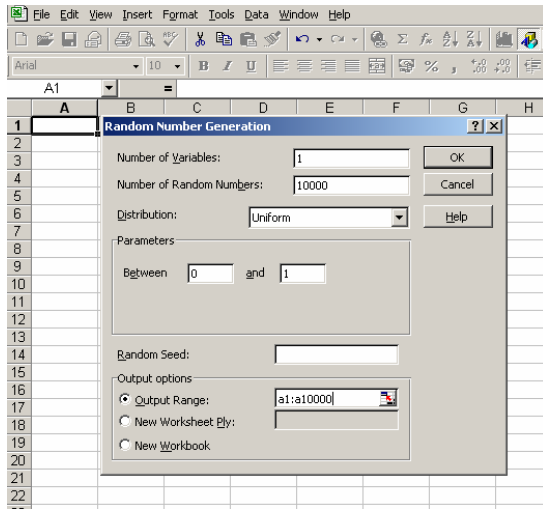 File Edit View Insert Format Tools Data Window Help
Arial 10 B I U % , .00
A1 =
A B C D E F G H
1 Random Number Generation ? X
2
3 Number of Variables: 1 OK
4 Number of Random Numbers: 10000 Cancel
5
6 Distribution: Uniform Help
7
8 Parameters
9
10 Between 0 and 1
11
12
13
14 Random Seed:
15
16 Output options
17 Output Range: a1:a10000
18 New Worksheet Ply:
19 New Workbook
20
21
22